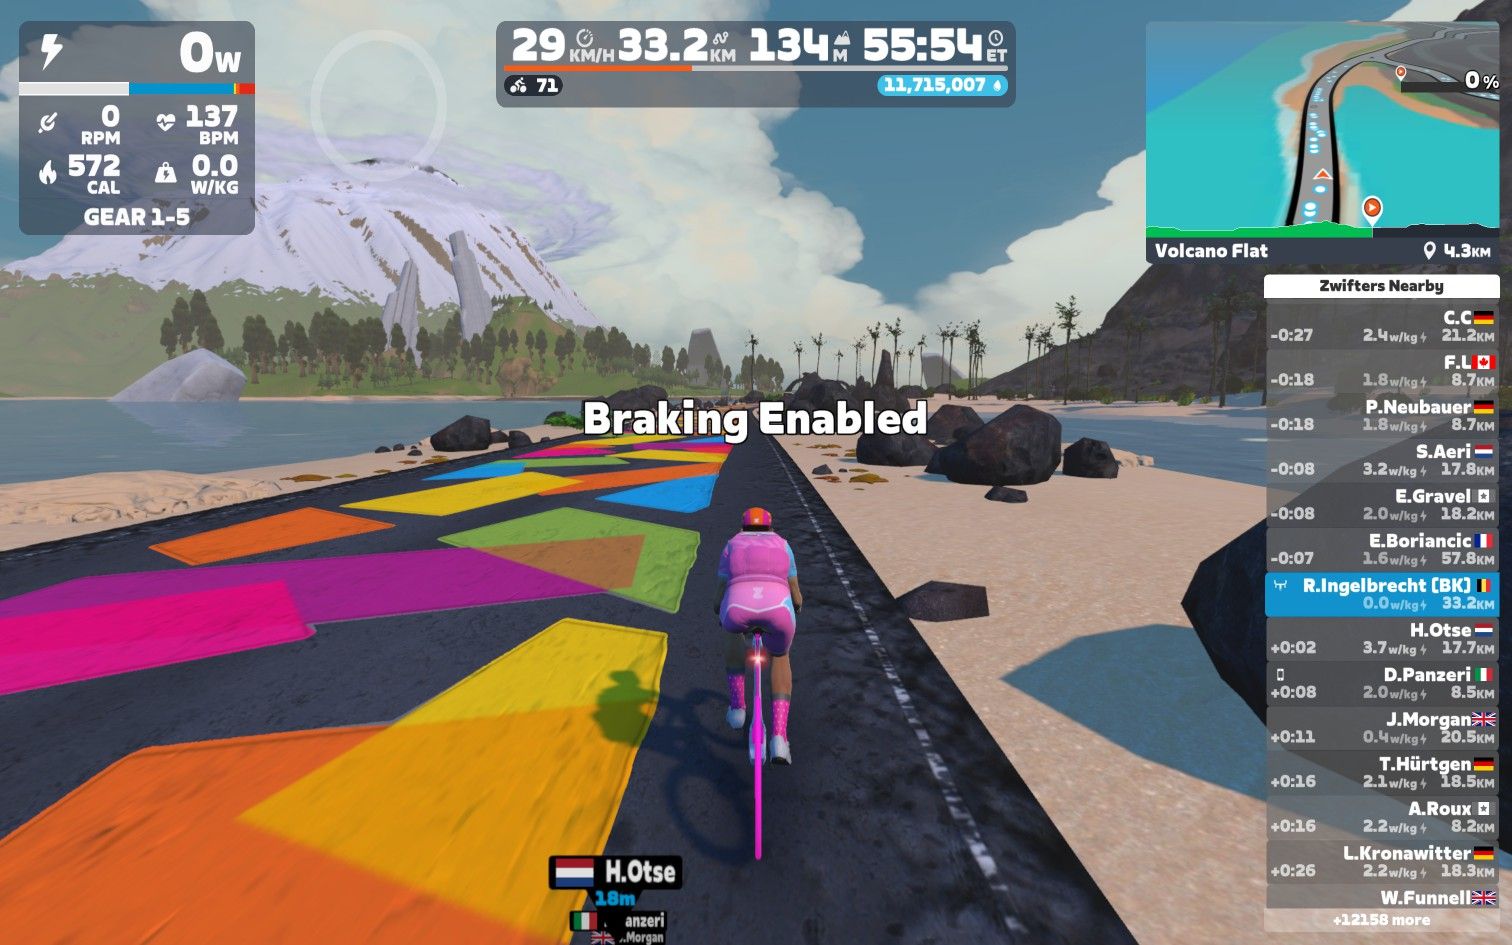 0w
0 RPM 137 BPM
572 CAL 0.0 W/KG
GEAR 1-5
29 KM/H 33.2 KM 134 M 55:54 ET
71 11,715,007
0 %
Volcano Flat 4.3KM
Zwifters Nearby
C.C
-0:27 2.4w/kg 21.2KM
F.L
-0:18 1.8w/kg 8.7KM
P.Neubauer
-0:18 1.8w/kg 8.7KM
S.Aeri
-0:08 3.2w/kg 17.8KM
E.Gravel
-0:08 2.0w/kg 18.2KM
E.Boriancic
-0:07 1.6w/kg 57.8KM
R.Ingelbrecht [BK]
0.0w/kg 33.2KM
H.Otse
+0:02 3.7w/kg 17.7KM
D.Panzeri
+0:08 2.0w/kg 8.5KM
J.Morgan
+0:11 0.4w/kg 20.5KM
T.Hürtgen
+0:16 2.1w/kg 18.5KM
A.Roux
+0:16 2.2w/kg 8.2KM
L.Kronawitter
+0:26 2.2w/kg 18.3KM
W.Funnell
+12158 more
Braking Enabled
H.Otse
18m
anzeri
.Morgan